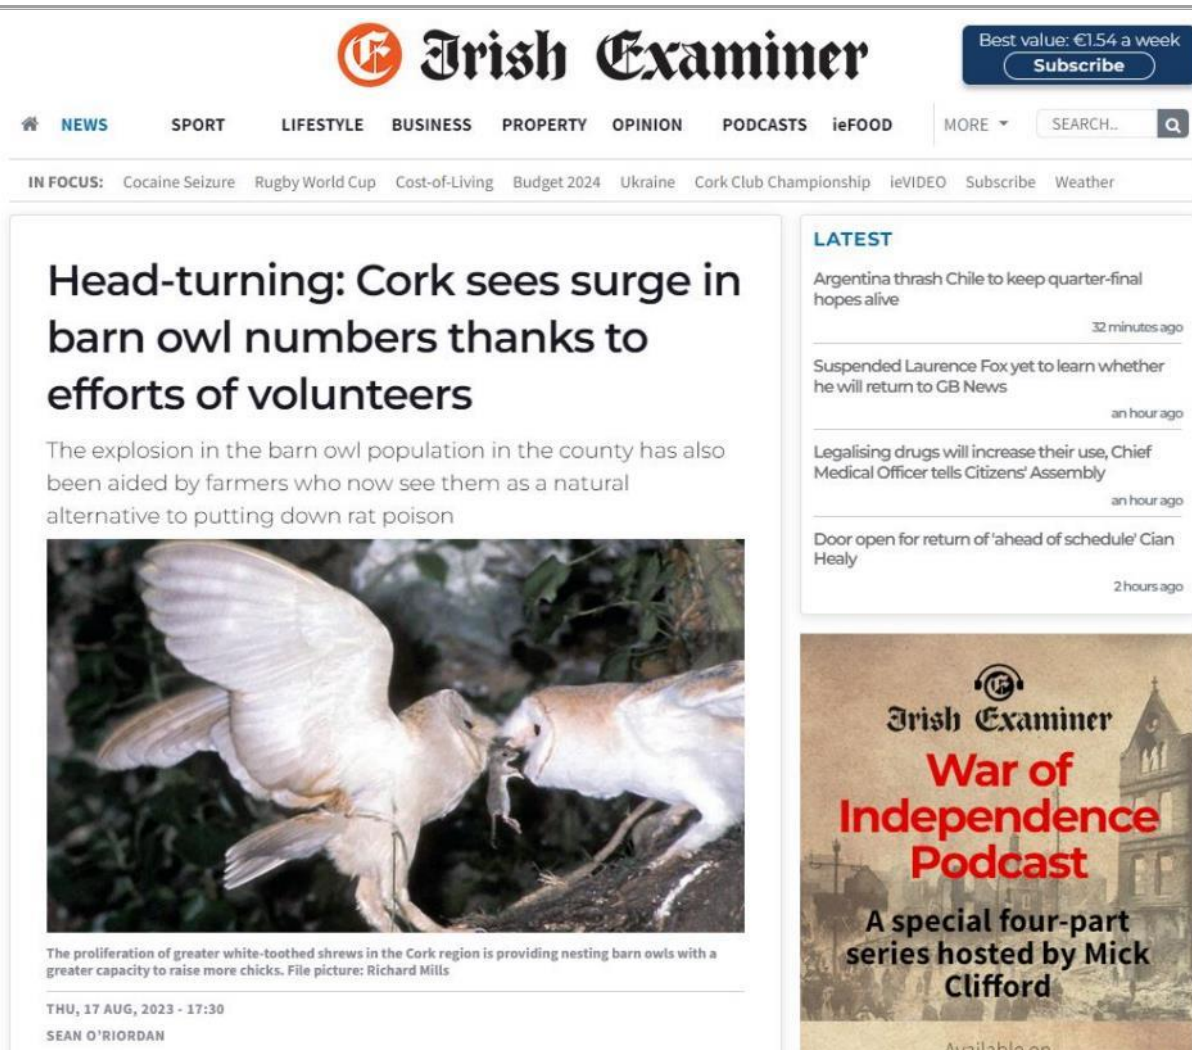 Irish Examiner
Best value: €1.54 a week
Subscribe
NEWS SPORT LIFESTYLE BUSINESS PROPERTY OPINION PODCASTS ieFOOD MORE SEARCH..
IN FOCUS: Cocaine Seizure Rugby World Cup Cost-of-Living Budget 2024 Ukraine Cork Club Championship ieVIDEO Subscribe Weather
Head-turning: Cork sees surge in
barn owl numbers thanks to
efforts of volunteers
The explosion in the barn owl population in the county has also
been aided by farmers who now see them as a natural
alternative to putting down rat poison
The proliferation of greater white-toothed shrews in the Cork region is providing nesting barn owls with a
greater capacity to raise more chicks. File picture: Richard Mills
THU, 17 AUG, 2023 - 17:30
SEAN O'RIORDAN
LATEST
Argentina thrash Chile to keep quarter-final
hopes alive
32 minutes ago
Suspended Laurence Fox yet to learn whether
he will return to GB News
an hour ago
Legalising drugs will increase their use, Chief
Medical Officer tells Citizens' Assembly
an hour ago
Door open for return of 'ahead of schedule' Cian
Healy
2 hours ago
Irish Examiner
War of
Independence
Podcast
A special four-part
series hosted by Mick
Clifford
Available on